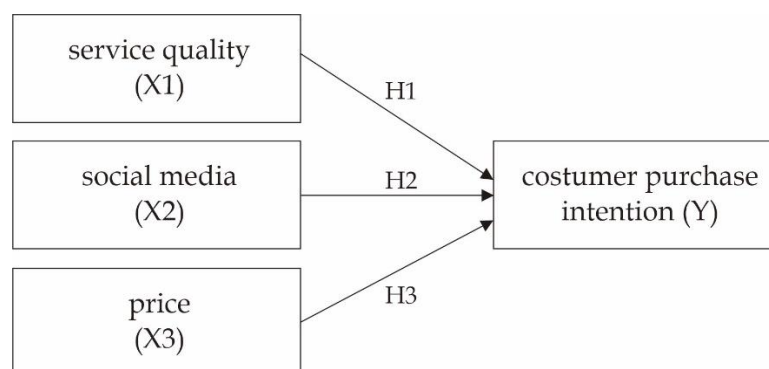 service quality
(X1)
H1
social media
(X2)
H2
costumer purchase
intention (Y)
price
(X3)
H3